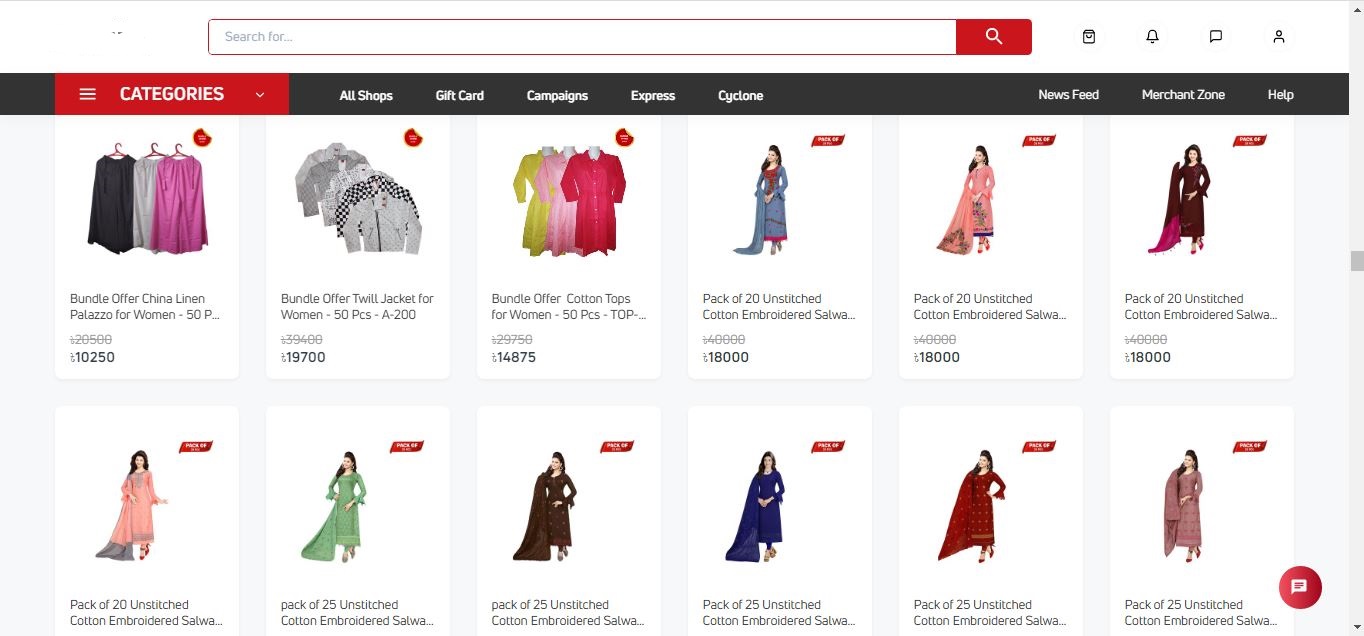 Search for...
CATEGORIES
All Shops
Gift Card
Campaigns
Express
Cyclone
News Feed
Merchant Zone
Help
Bundle Offer China Linen
Palazzo for Women - 50 P...
৳20500
৳10250
Bundle Offer Twill Jacket for
Women - 50 Pcs - A-200
৳39400
৳19700
Bundle Offer Cotton Tops
for Women - 50 Pcs - TOP-...
৳29750
৳14875
PACK OF
Pack of 20 Unstitched
Cotton Embroidered Salwa...
৳40000
৳18000
PACK OF
Pack of 20 Unstitched
Cotton Embroidered Salwa...
৳40000
৳18000
PACK OF
Pack of 20 Unstitched
Cotton Embroidered Salwa...
৳40000
৳18000
PACK OF
Pack of 20 Unstitched
Cotton Embroidered Salwa...
PACK OF
pack of 25 Unstitched
Cotton Embroidered Salwa...
PACK OF
pack of 25 Unstitched
Cotton Embroidered Salwa...
PACK OF
Pack of 25 Unstitched
Cotton Embroidered Salwa...
PACK OF
Pack of 25 Unstitched
Cotton Embroidered Salwa...
PACK OF
Pack of 25 Unstitched
Cotton Embroidered Salwa...